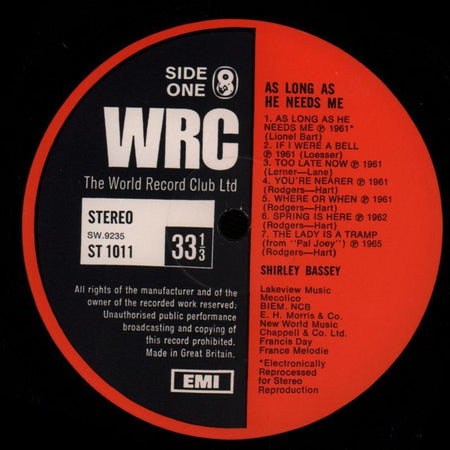 SIDE
ONE
WRC
The World Record Club Ltd
STEREO
SW.9235
ST 1011
33 1/3
All rights of the manufacturer and of the
owner of the recorded work reserved;
Unauthorised public performance
broadcasting and copying of
this record prohibited.
Made in Great Britain.
EMI
AS LONG AS
HE NEEDS ME
1. AS LONG AS HE
NEEDS ME ℗ 1961*
(Lionel Bart)
2. IF I WERE A BELL
℗ 1961 (Loesser)
3. TOO LATE NOW ℗ 1961
(Lerner—Lane)
4. YOU'RE NEARER ℗ 1961
(Rodgers—Hart)
5. WHERE OR WHEN ℗ 1961
(Rodgers—Hart)
6. SPRING IS HERE ℗ 1962
(Rodgers—Hart)
7. THE LADY IS A TRAMP
(from "Pal Joey") ℗ 1965
(Rodgers—Hart)
SHIRLEY BASSEY
Lakeview Music
Mecolico
BIEM. NCB
E. H. Morris & Co.
New World Music
Chappell & Co. Ltd.
Francis Day
France Melodie
*Electronically
Reprocessed
for Stereo
Reproduction